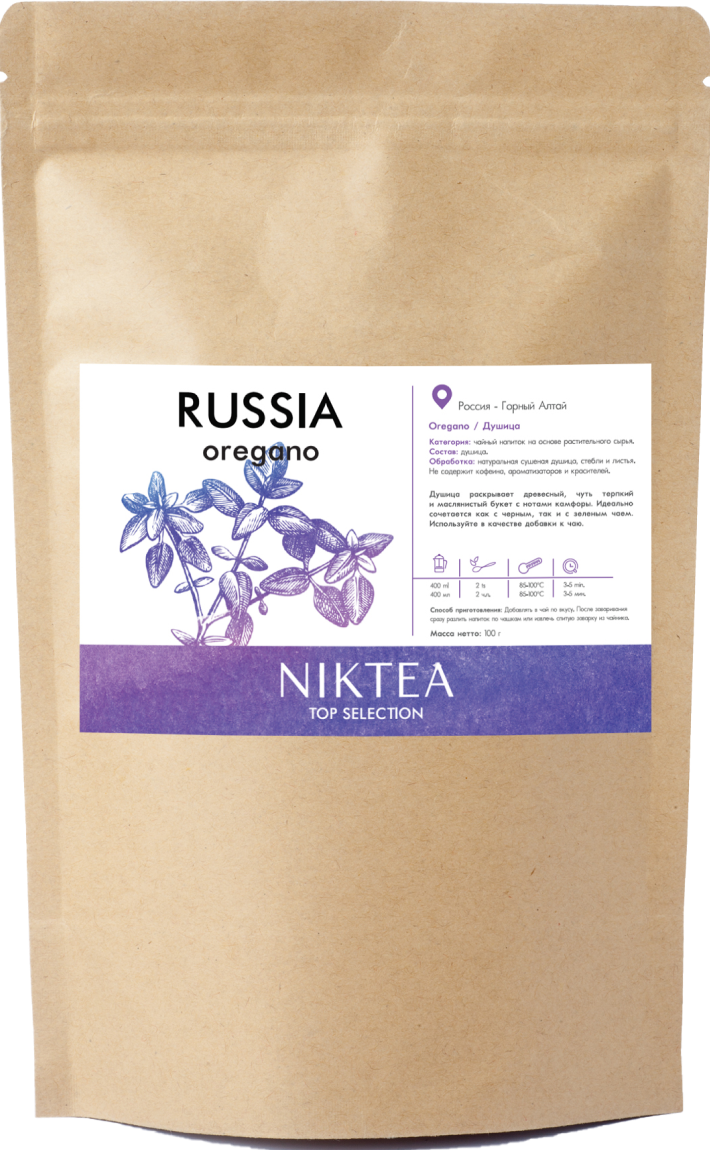 RUSSIA
oregano
Россия - Горный Алтай
Oregano / Душица
Категория: чайный напиток на основе растительного сырья.
Состав: душица.
Обработка: натуральная сушеная душица, стебли и листья.
Не содержит кофеина, ароматизаторов и красителей.
Душица раскрывает древесный, чуть терпкий
и маслянистый букет с нотами камфоры. Идеально
сочетается как с черным, так и с зеленым чаем.
Используйте в качестве добавки к чаю.
400 ml 2 ts 85-100°C 3-5 min.
400 мл 2 ч.л. 85-100°C 3-5 мин.
Способ приготовления: Добавлять в чай по вкусу. После заваривания
сразу разлить напиток по чашкам или извлечь спитую заварку из чайника.
Масса нетто: 100 г
NIKTEA
TOP SELECTION